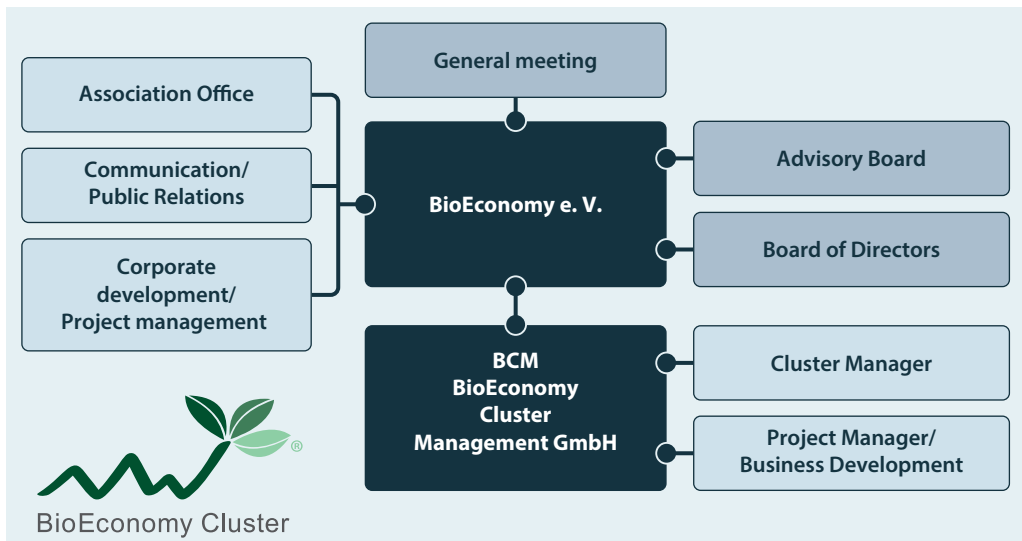 General meeting
Association Office
Communication/
Public Relations
Corporate
development/
Project management
BioEconomy e. V.
Advisory Board
Board of Directors
BCM
BioEconomy
Cluster
Management GmbH
Cluster Manager
Project Manager/
Business Development
®
BioEconomy Cluster